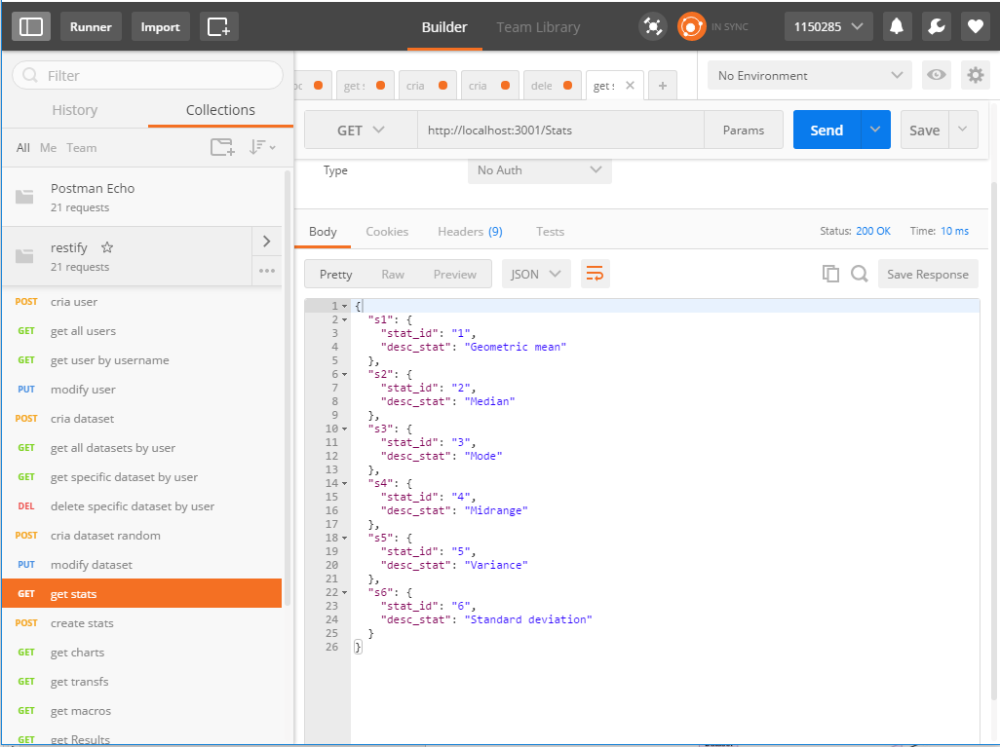 Runner
Import
Builder
Team Library
IN SYNC
1150285
Filter
History
Collections
All Me Team
Postman Echo
21 requests
restify
21 requests
POST cria user
GET get all users
GET get user by username
PUT modify user
POST cria dataset
GET get all datasets by user
GET get specific dataset by user
DEL delete specific dataset by user
POST cria dataset random
PUT modify dataset
GET get stats
POST create stats
GET get charts
GET get transfs
GET get macros
GET get Results
get s
cria
cria
dele
get s
No Environment
GET
http://localhost:3001/Stats
Params
Send
Save
Type
No Auth
Body
Cookies
Headers (9)
Tests
Status: 200 OK
Time: 10 ms
Pretty
Raw
Preview
JSON
Save Response
1 {
2 "s1": {
3 "stat_id": "1",
4 "desc_stat": "Geometric mean"
5 },
6 "s2": {
7 "stat_id": "2",
8 "desc_stat": "Median"
9 },
10 "s3": {
11 "stat_id": "3",
12 "desc_stat": "Mode"
13 },
14 "s4": {
15 "stat_id": "4",
16 "desc_stat": "Midrange"
17 },
18 "s5": {
19 "stat_id": "5",
20 "desc_stat": "Variance"
21 },
22 "s6": {
23 "stat_id": "6",
24 "desc_stat": "Standard deviation"
25 }
26 }